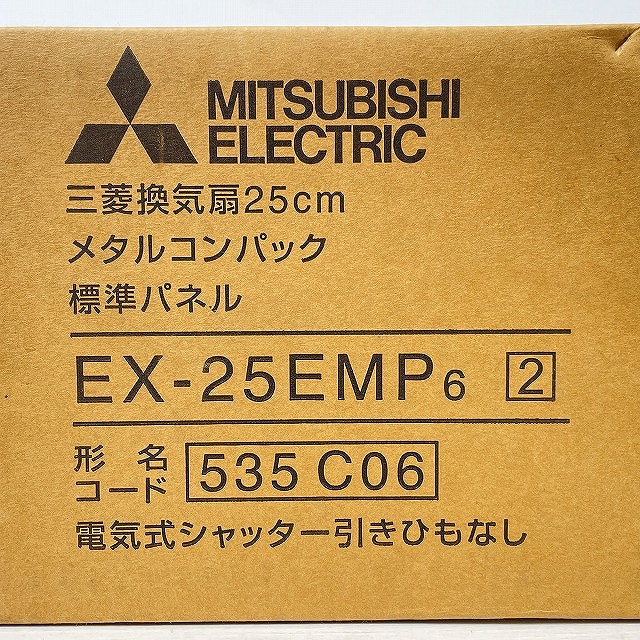 MITSUBISHI
ELECTRIC
三菱換気扇25cm
メタルコンパック
標準パネル
EX-25EMP6 2
形名
コード 535 C06
電気式シャッター引きひもなし